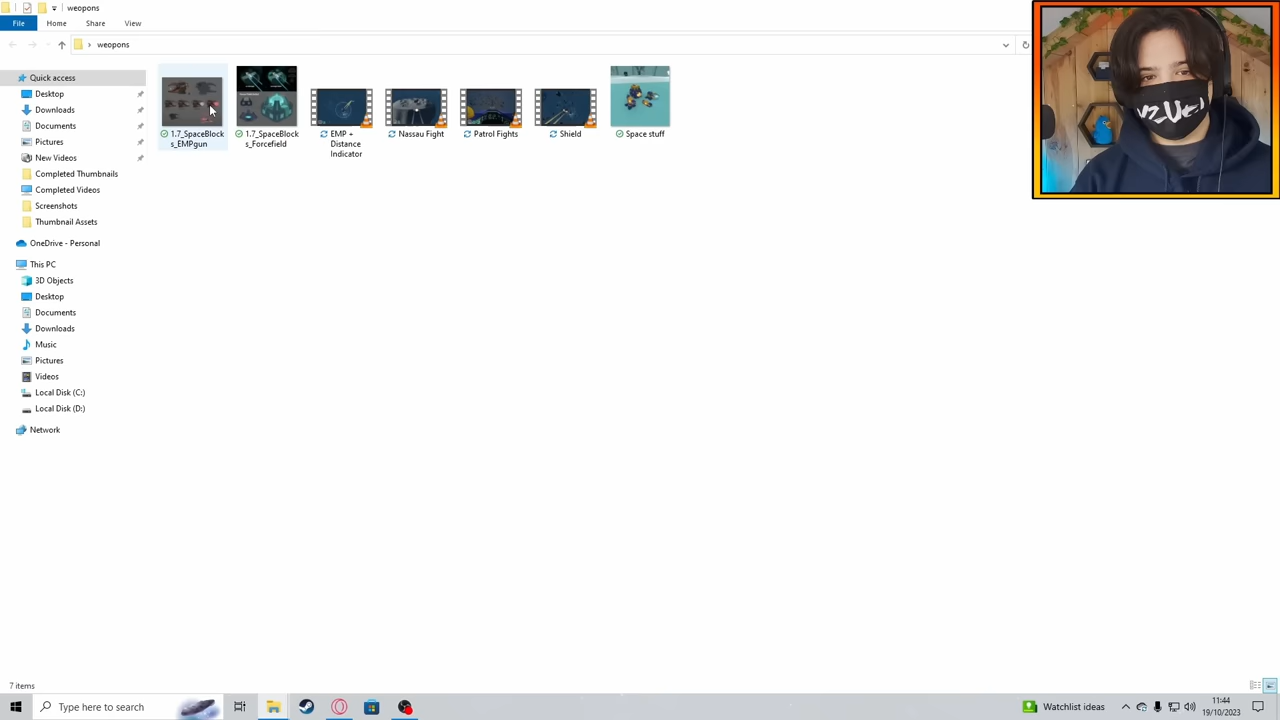 weopons
File
Home
Share
View
weopons
Quick access
Desktop
Downloads
Documents
Pictures
New Videos
Completed Thumbnails
Completed Videos
Screenshots
Thumbnail Assets
OneDrive - Personal
This PC
3D Objects
Desktop
Documents
Downloads
Music
Pictures
Videos
Local Disk (C:)
Local Disk (D:)
Network
1.7_SpaceBlock
s_EMPgun
1.7_SpaceBlock
s_Forcefield
EMP +
Distance
Indicator
Nassau Fight
Patrol Fights
Shield
Space stuff
7 items
Type here to search
Watchlist ideas
11:44
19/10/2023